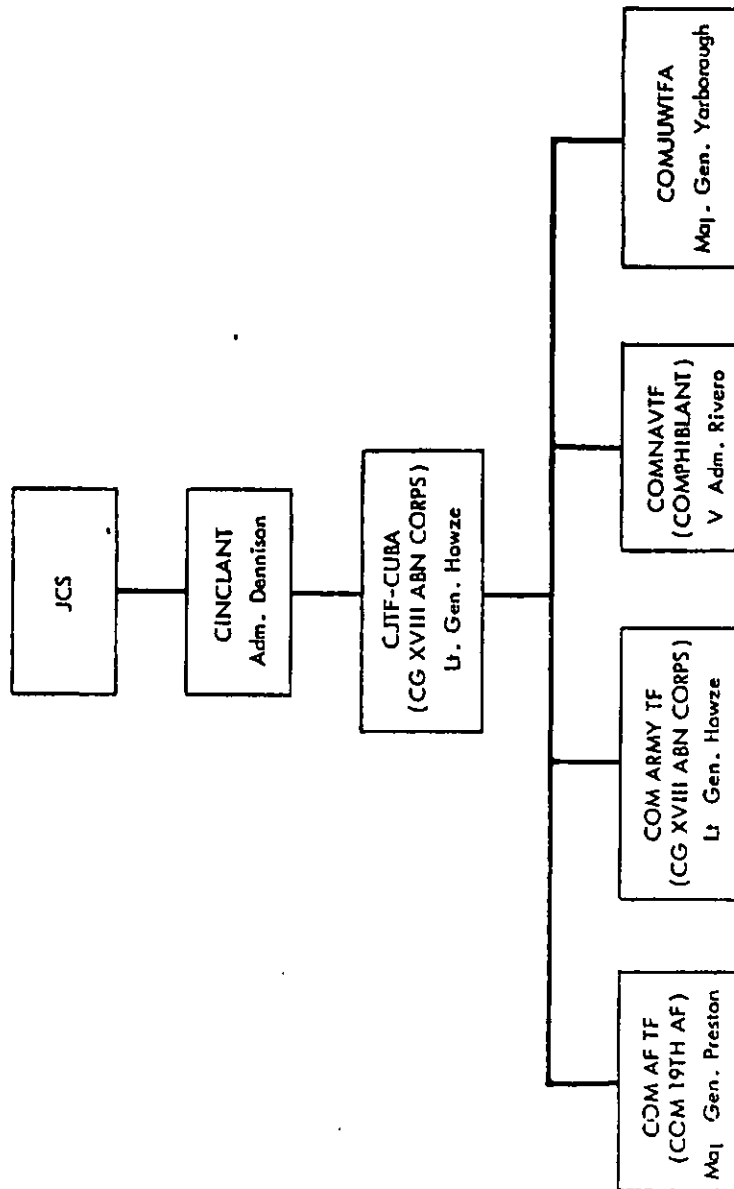 JCS
CINCLANT
Adm. Dennison
CJTF-CUBA
(CG XVIII ABN CORPS)
Lt. Gen. Howze
COM AF TF
(COM 19TH AF)
Maj Gen. Preston
COM ARMY TF
(CG XVIII ABN CORPS)
Lt Gen. Howze
COMNAVTF
(COMPHIBLANT)
V Adm. Rivero
COMJUWTFA
Maj. Gen. Yarborough